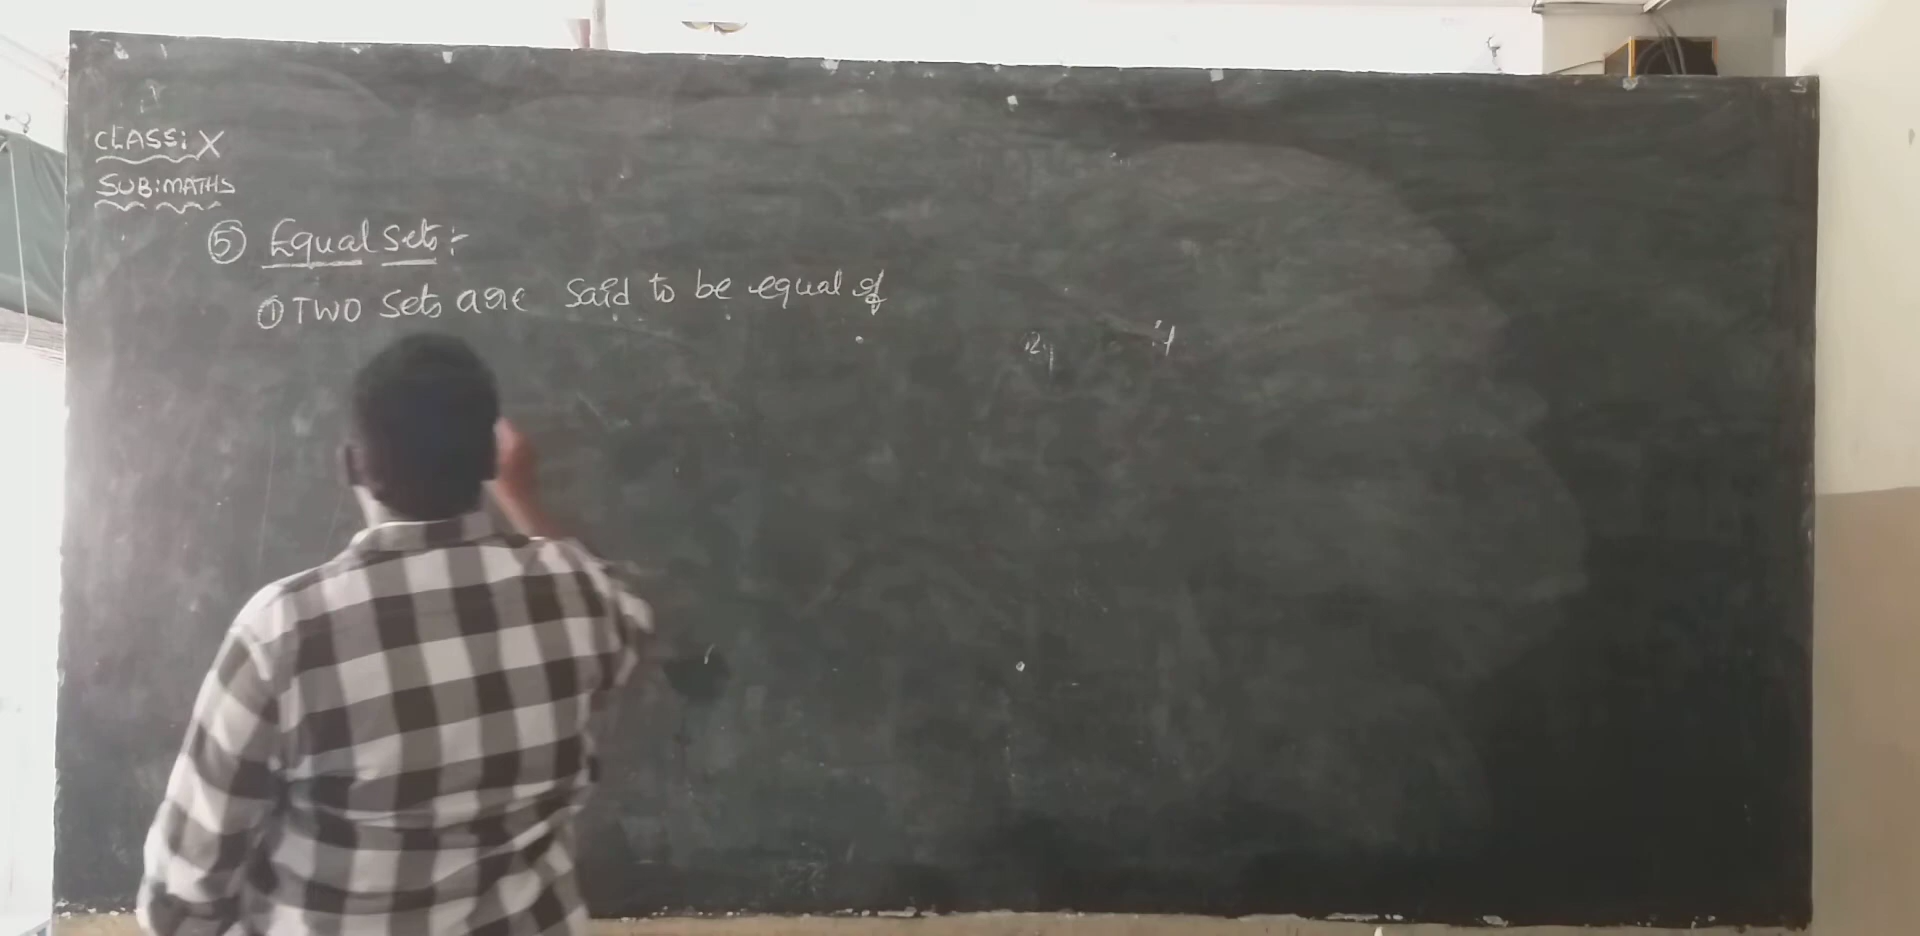 CLASS: X
SUB: MATHS
⑤ Equal Sets :-
① TWO Sets are Said to be equal if